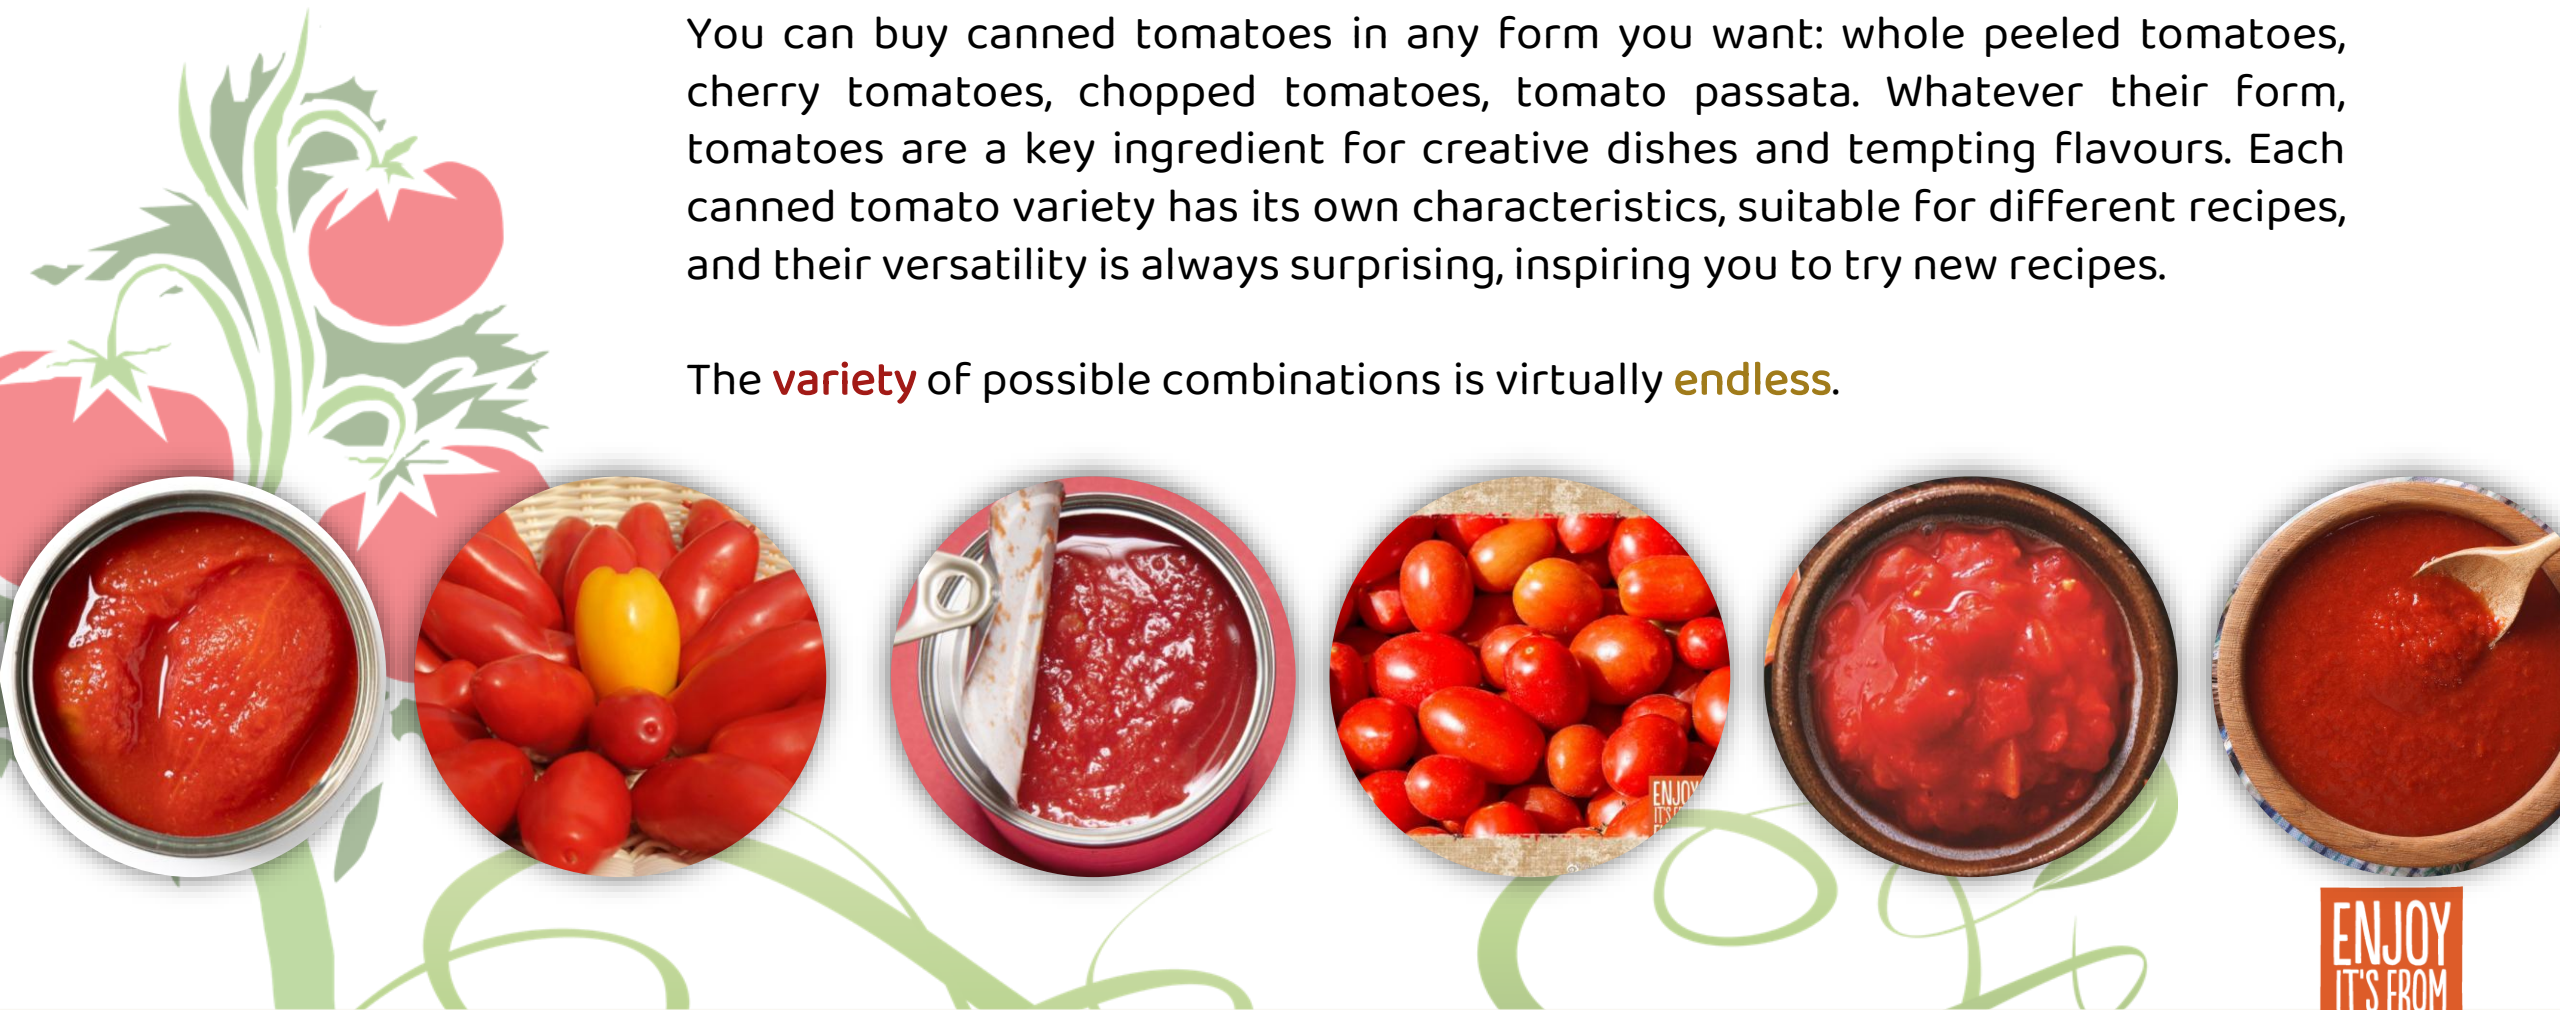 You can buy canned tomatoes in any form you want: whole peeled tomatoes,
cherry tomatoes, chopped tomatoes, tomato passata. Whatever their form,
tomatoes are a key ingredient for creative dishes and tempting flavours. Each
canned tomato variety has its own characteristics, suitable for different recipes,
and their versatility is always surprising, inspiring you to try new recipes.
The variety of possible combinations is virtually endless.
ENJOY
ENJOY
IT'S FROM